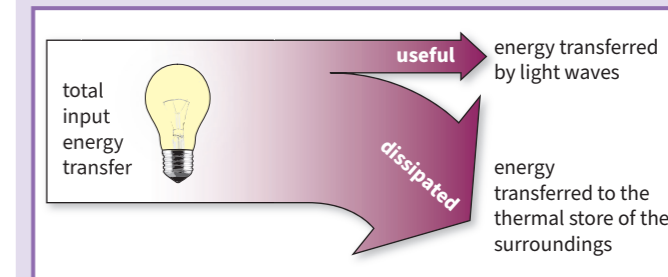 total
input
energy
transfer
useful
energy transferred
by light waves
dissipated
energy
transferred to the
thermal store of the
surroundings